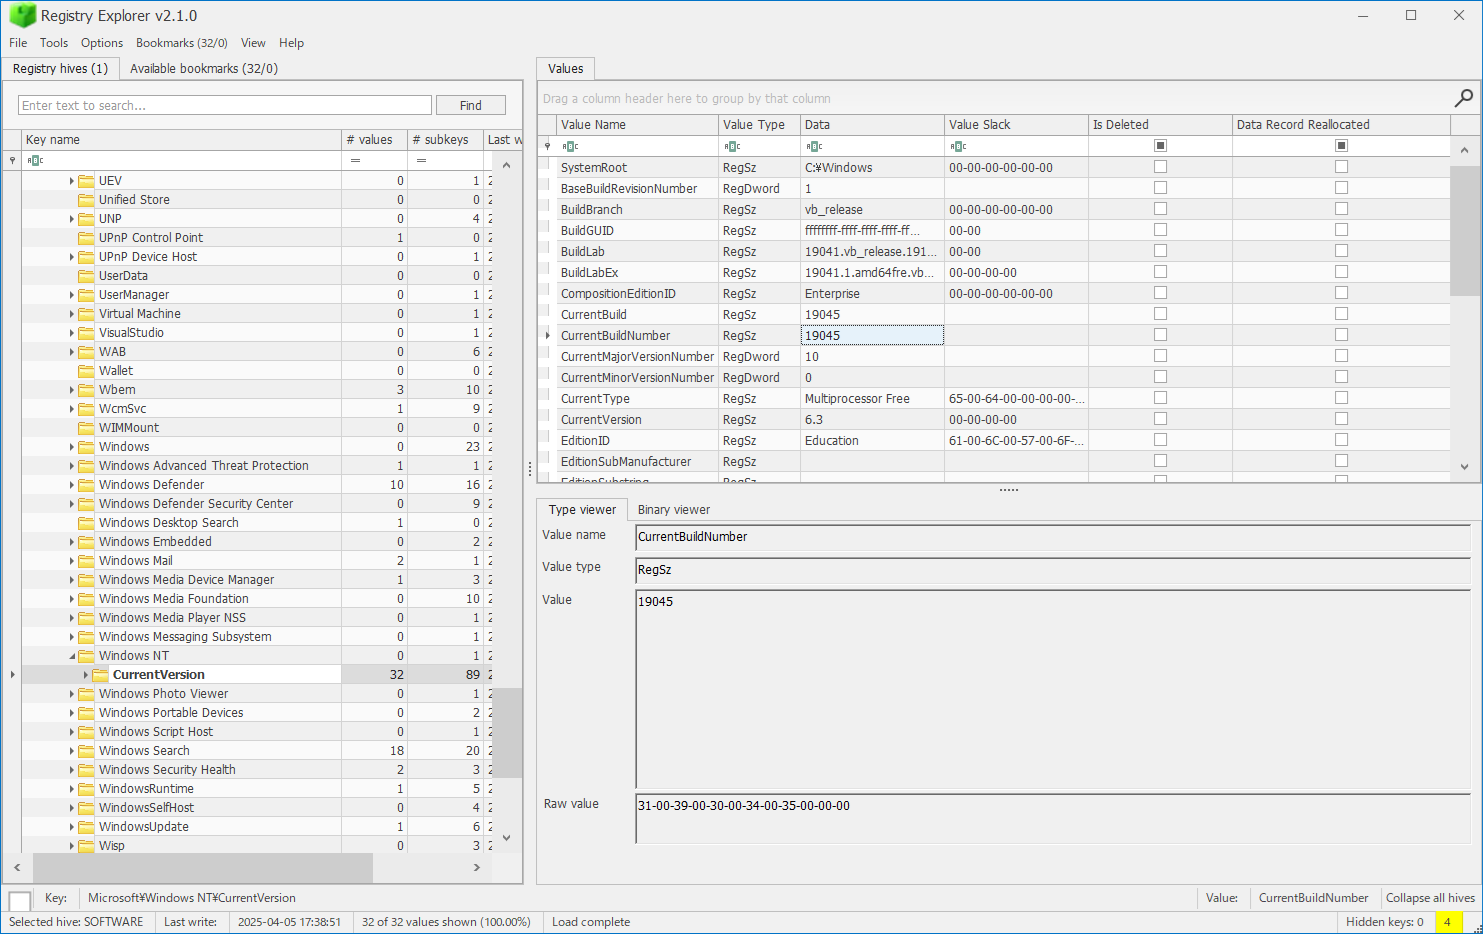 Registry Explorer v2.1.0
File Tools Options Bookmarks (32/0) View Help
Registry hives (1) Available bookmarks (32/0)
Enter text to search... Find
Key name # values # subkeys Last w
= =
UEV 0 1 2
Unified Store 0 0 2
UNP 0 4 2
UPnP Control Point 1 0 2
UPnP Device Host 0 1 2
UserData 0 0 2
UserManager 0 1 2
Virtual Machine 0 1 2
VisualStudio 0 1 2
WAB 0 6 2
Wallet 0 0 2
Wbem 3 10 2
WcmSvc 1 9 2
WIMMount 0 0 2
Windows 0 23 2
Windows Advanced Threat Protection 1 1 2
Windows Defender 10 16 2
Windows Defender Security Center 0 9 2
Windows Desktop Search 1 0 2
Windows Embedded 0 2 2
Windows Mail 2 1 2
Windows Media Device Manager 1 3 2
Windows Media Foundation 0 10 2
Windows Media Player NSS 0 1 2
Windows Messaging Subsystem 0 1 2
Windows NT 0 1 2
CurrentVersion 32 89 2
Windows Photo Viewer 0 1 2
Windows Portable Devices 0 2 2
Windows Script Host 0 1 2
Windows Search 18 20 2
Windows Security Health 2 3 2
WindowsRuntime 1 5 2
WindowsSelfHost 0 4 2
WindowsUpdate 1 6 2
Wisp 0 3 2
Values
Drag a column header here to group by that column
Value Name Value Type Data Value Slack Is Deleted Data Record Reallocated
SystemRoot RegSz C:¥Windows 00-00-00-00-00-00
BaseBuildRevisionNumber RegDword 1
BuildBranch RegSz vb_release 00-00-00-00-00-00
BuildGUID RegSz ffffffff-ffff-ffff-ffff-ff... 00-00
BuildLab RegSz 19041.vb_release.191... 00-00
BuildLabEx RegSz 19041.1.amd64fre.vb... 00-00-00-00
CompositionEditionID RegSz Enterprise 00-00-00-00-00-00
CurrentBuild RegSz 19045
CurrentBuildNumber RegSz 19045
CurrentMajorVersionNumber RegDword 10
CurrentMinorVersionNumber RegDword 0
CurrentType RegSz Multiprocessor Free 65-00-64-00-00-00-00-...
CurrentVersion RegSz 6.3 00-00-00-00
EditionID RegSz Education 61-00-6C-00-57-00-6F-...
EditionSubManufacturer RegSz
EditionSubstring RegSz
Type viewer Binary viewer
Value name CurrentBuildNumber
Value type RegSz
Value 19045
Raw value 31-00-39-00-30-00-34-00-35-00-00-00
Key: Microsoft¥Windows NT¥CurrentVersion Value: CurrentBuildNumber Collapse all hives
Selected hive: SOFTWARE Last write: 2025-04-05 17:38:51 32 of 32 values shown (100.00%) Load complete Hidden keys: 0 4